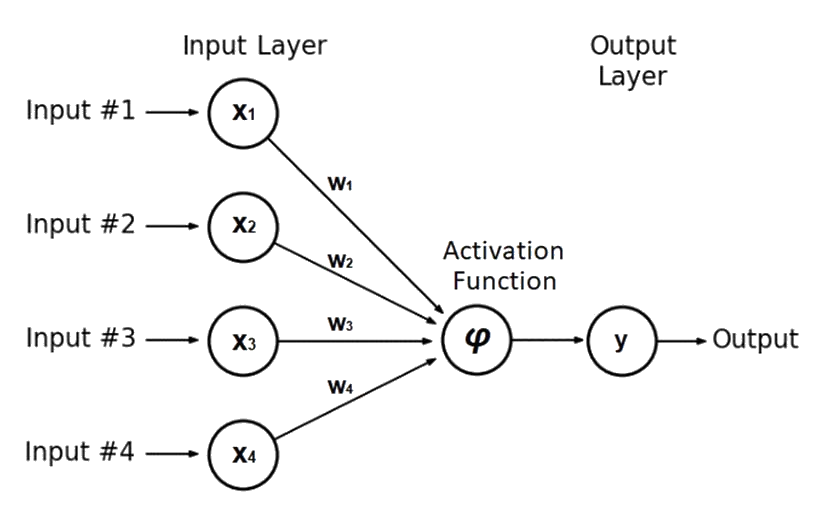 Input Layer
Output
Layer
Input #1
x1
w1
Input #2
x2
w2
Activation
Function
Input #3
x3
w3
φ
y
Output
w4
Input #4
x4